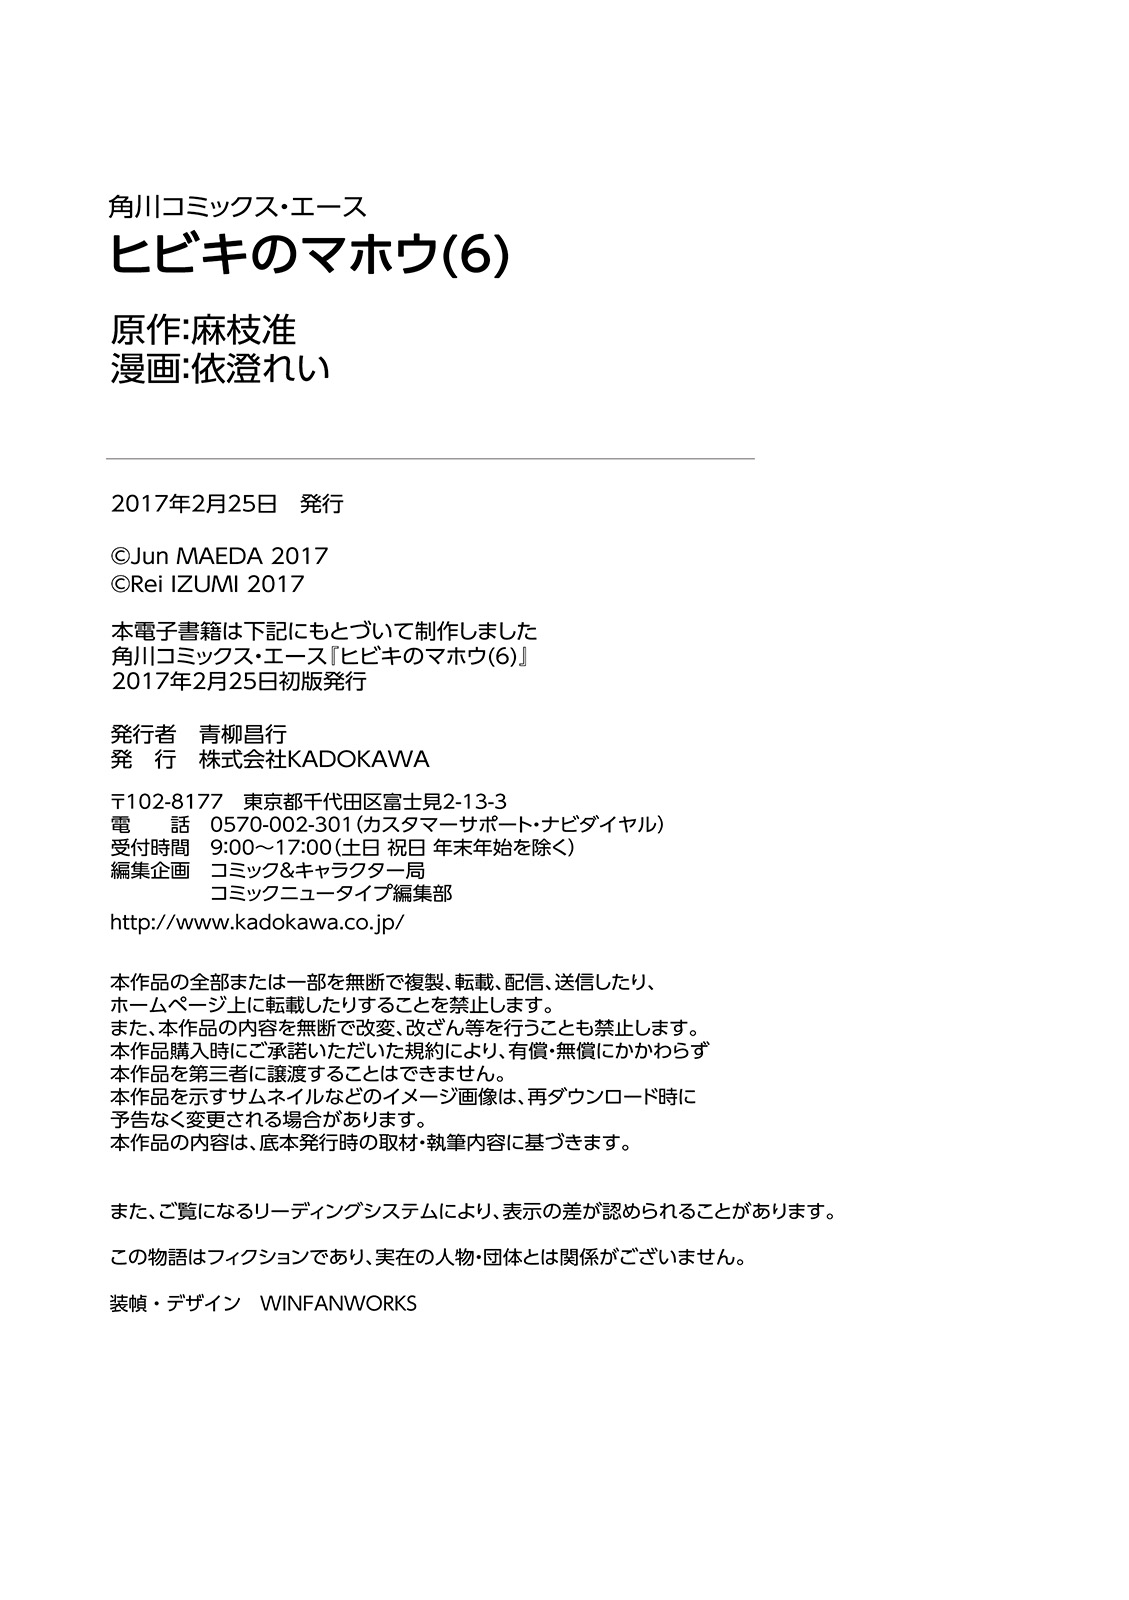 角川コミックス・エース
ヒビキのマホウ(6)
原作:麻枝准
漫画:依澄れい
2017年2月25日　発行
©Jun MAEDA 2017
©Rei IZUMI 2017
本電子書籍は下記にもとづいて制作しました
角川コミックス・エース『ヒビキのマホウ(6)』
2017年2月25日初版発行
発行者　青柳昌行
発　行　株式会社KADOKAWA
〒102-8177　東京都千代田区富士見2-13-3
電　　話　0570-002-301(カスタマーサポート・ナビダイヤル)
受付時間　9:00〜17:00(土日 祝日 年末年始を除く)
編集企画　コミック&キャラクター局
コミックニュータイプ編集部
http://www.kadokawa.co.jp/
本作品の全部または一部を無断で複製、転載、配信、送信したり、
ホームページ上に転載したりすることを禁止します。
また、本作品の内容を無断で改変、改ざん等を行うことも禁止します。
本作品購入時にご承諾いただいた規約により、有償・無償にかかわらず
本作品を第三者に譲渡することはできません。
本作品を示すサムネイルなどのイメージ画像は、再ダウンロード時に
予告なく変更される場合があります。
本作品の内容は、底本発行時の取材・執筆内容に基づきます。
また、ご覧になるリーディングシステムにより、表示の差が認められることがあります。
この物語はフィクションであり、実在の人物・団体とは関係がございません。
装幀・デザイン　WINFANWORKS